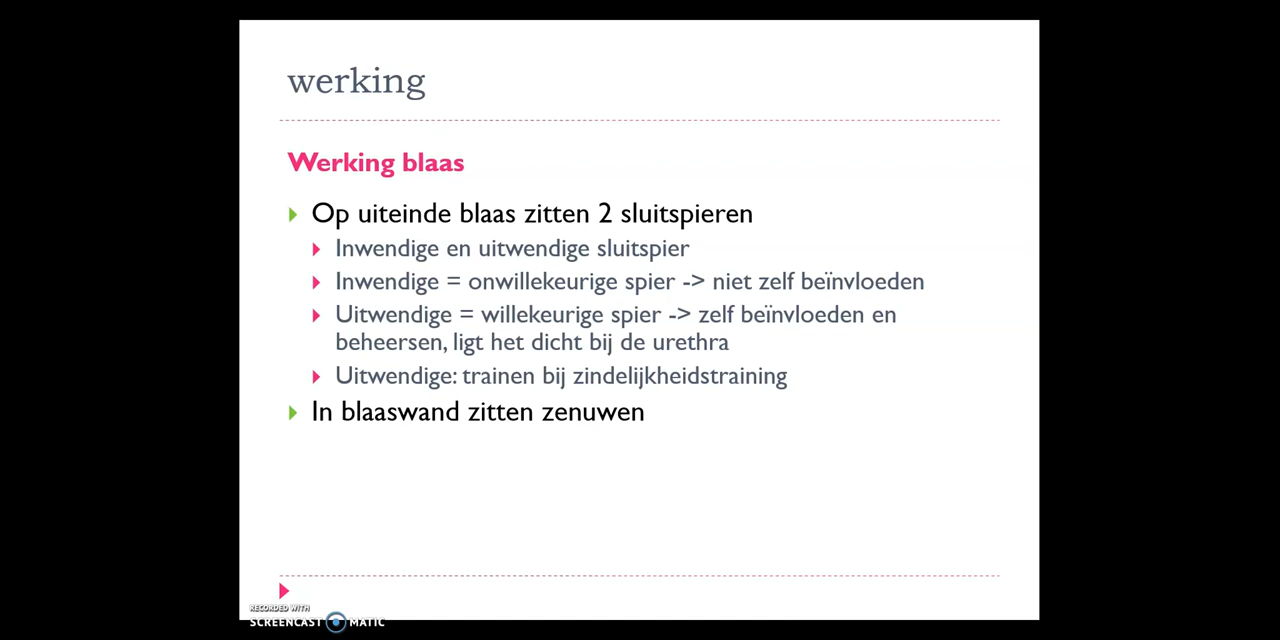 werking
Werking blaas
Op uiteinde blaas zitten 2 sluitspieren
Inwendige en uitwendige sluitspier
Inwendige = onwillekeurige spier -> niet zelf beïnvloeden
Uitwendige = willekeurige spier -> zelf beïnvloeden en
beheersen, ligt het dicht bij de urethra
Uitwendige: trainen bij zindelijkheidstraining
In blaaswand zitten zenuwen
RECORDED WITH
SCREENCAST MATIC